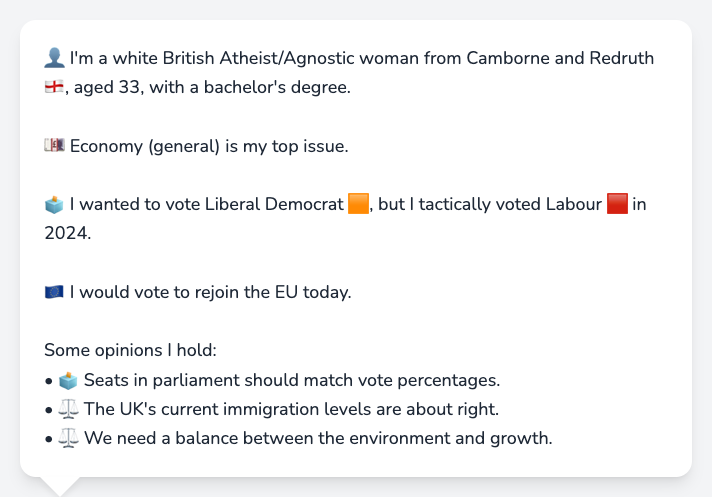 👤 I'm a white British Atheist/Agnostic woman from Camborne and Redruth
🏴󠁧󠁢󠁥󠁮󠁧󠁿, aged 33, with a bachelor's degree.
💷 Economy (general) is my top issue.
🗳️ I wanted to vote Liberal Democrat 🟧, but I tactically voted Labour 🟥 in
2024.
🇪🇺 I would vote to rejoin the EU today.
Some opinions I hold:
• 🗳️ Seats in parliament should match vote percentages.
• ⚖️ The UK's current immigration levels are about right.
• ⚖️ We need a balance between the environment and growth.